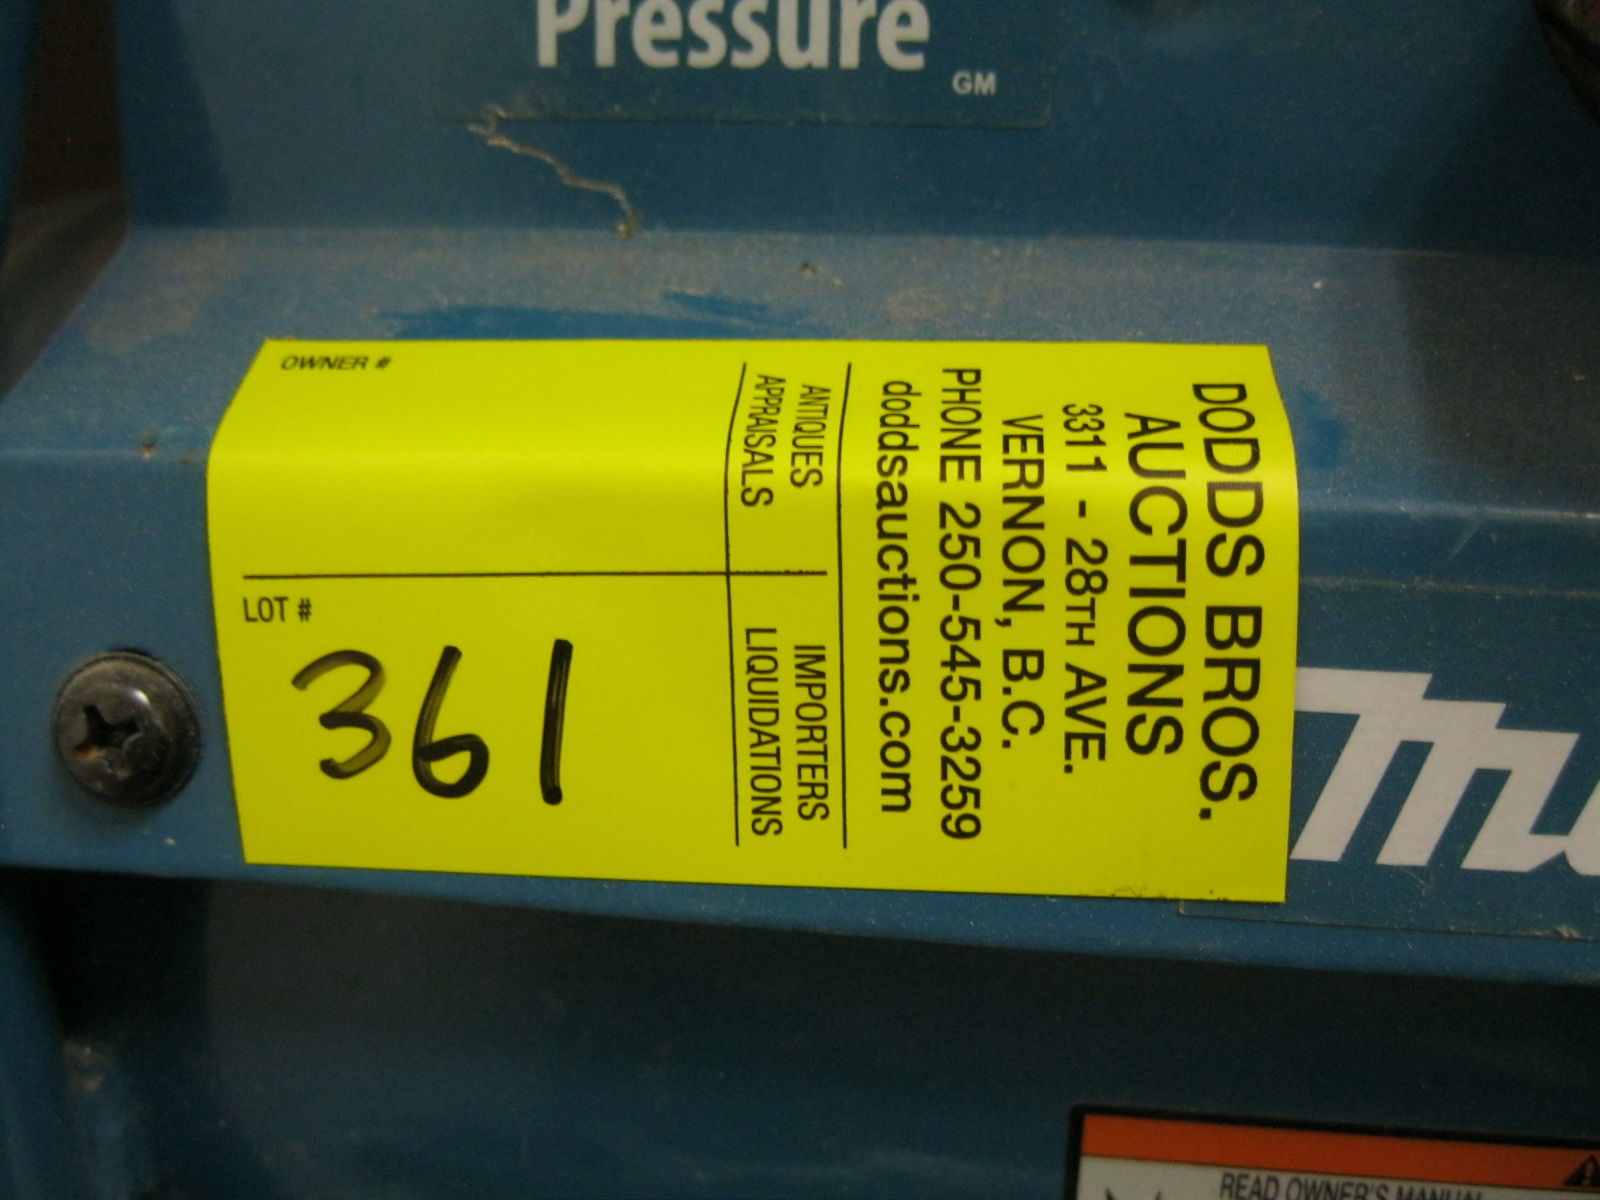 Pressure
GM
DODDS BROS.
AUCTIONS
3311 - 28TH AVE.
VERNON, B.C.
PHONE 250-545-3259
doddsauctions.com
ANTIQUES IMPORTERS
APPRAISALS LIQUIDATIONS
OWNER #
LOT #
361
READ OWNER'S MANUAL